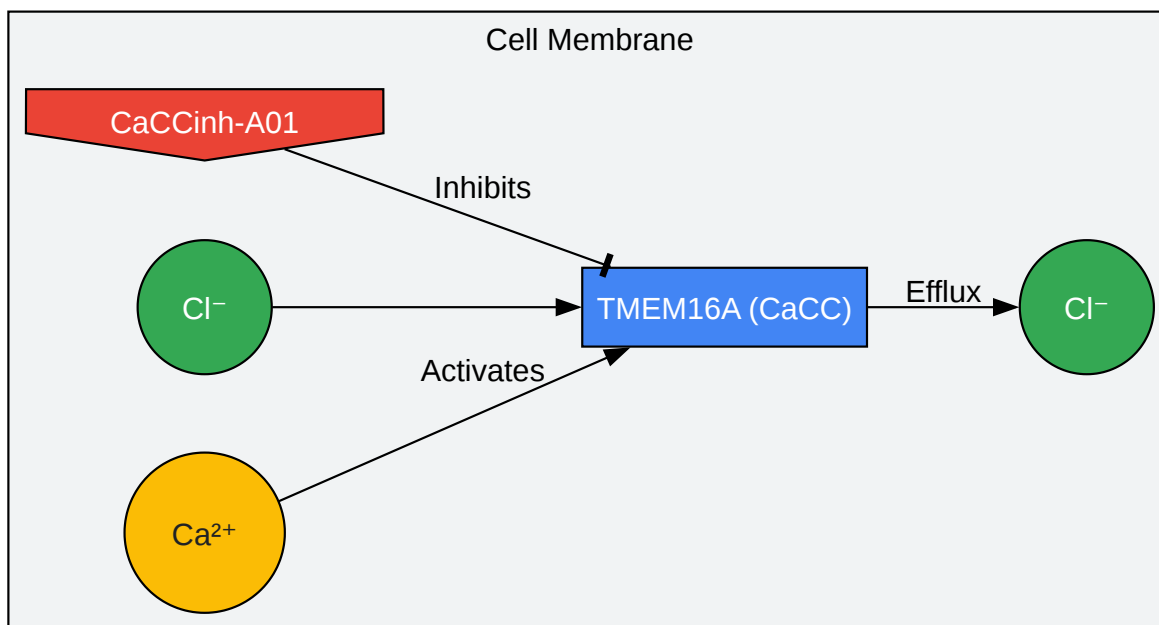 Cell Membrane
CaCCinh-A01
Inhibits
Cl⁻
TMEM16A (CaCC)
Efflux
Cl⁻
Activates
Ca²⁺